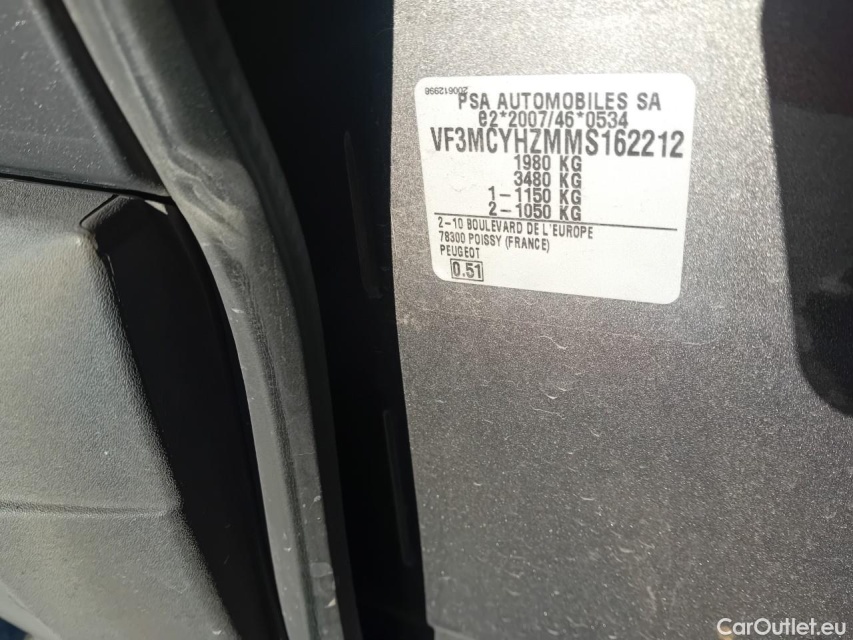 200612998
PSA AUTOMOBILES SA
e2*2007/46*0534
VF3MCYHZMMS162212
1980 KG
3480 KG
1-1150 KG
2-1050 KG
2-10 BOULEVARD DE L'EUROPE
78300 POISSY (FRANCE)
PEUGEOT
0.51
CarOutlet.eu